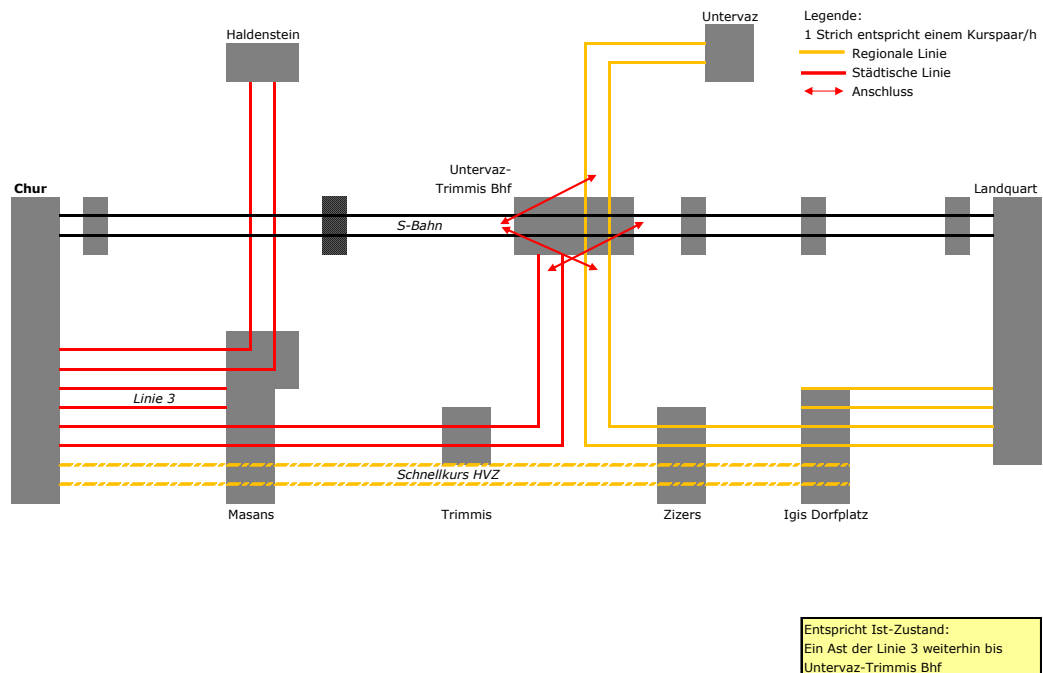 Untervaz
Legende:
1 Strich entspricht einem Kurspaar/h
Regionale Linie
Städtische Linie
Anschluss
Haldenstein
Untervaz-
Trimmis Bhf
Chur
Landquart
S-Bahn
Linie 3
Schnellkurs HVZ
Masans
Trimmis
Zizers
Igis Dorfplatz
Entspricht Ist-Zustand:
Ein Ast der Linie 3 weiterhin bis
Untervaz-Trimmis Bhf